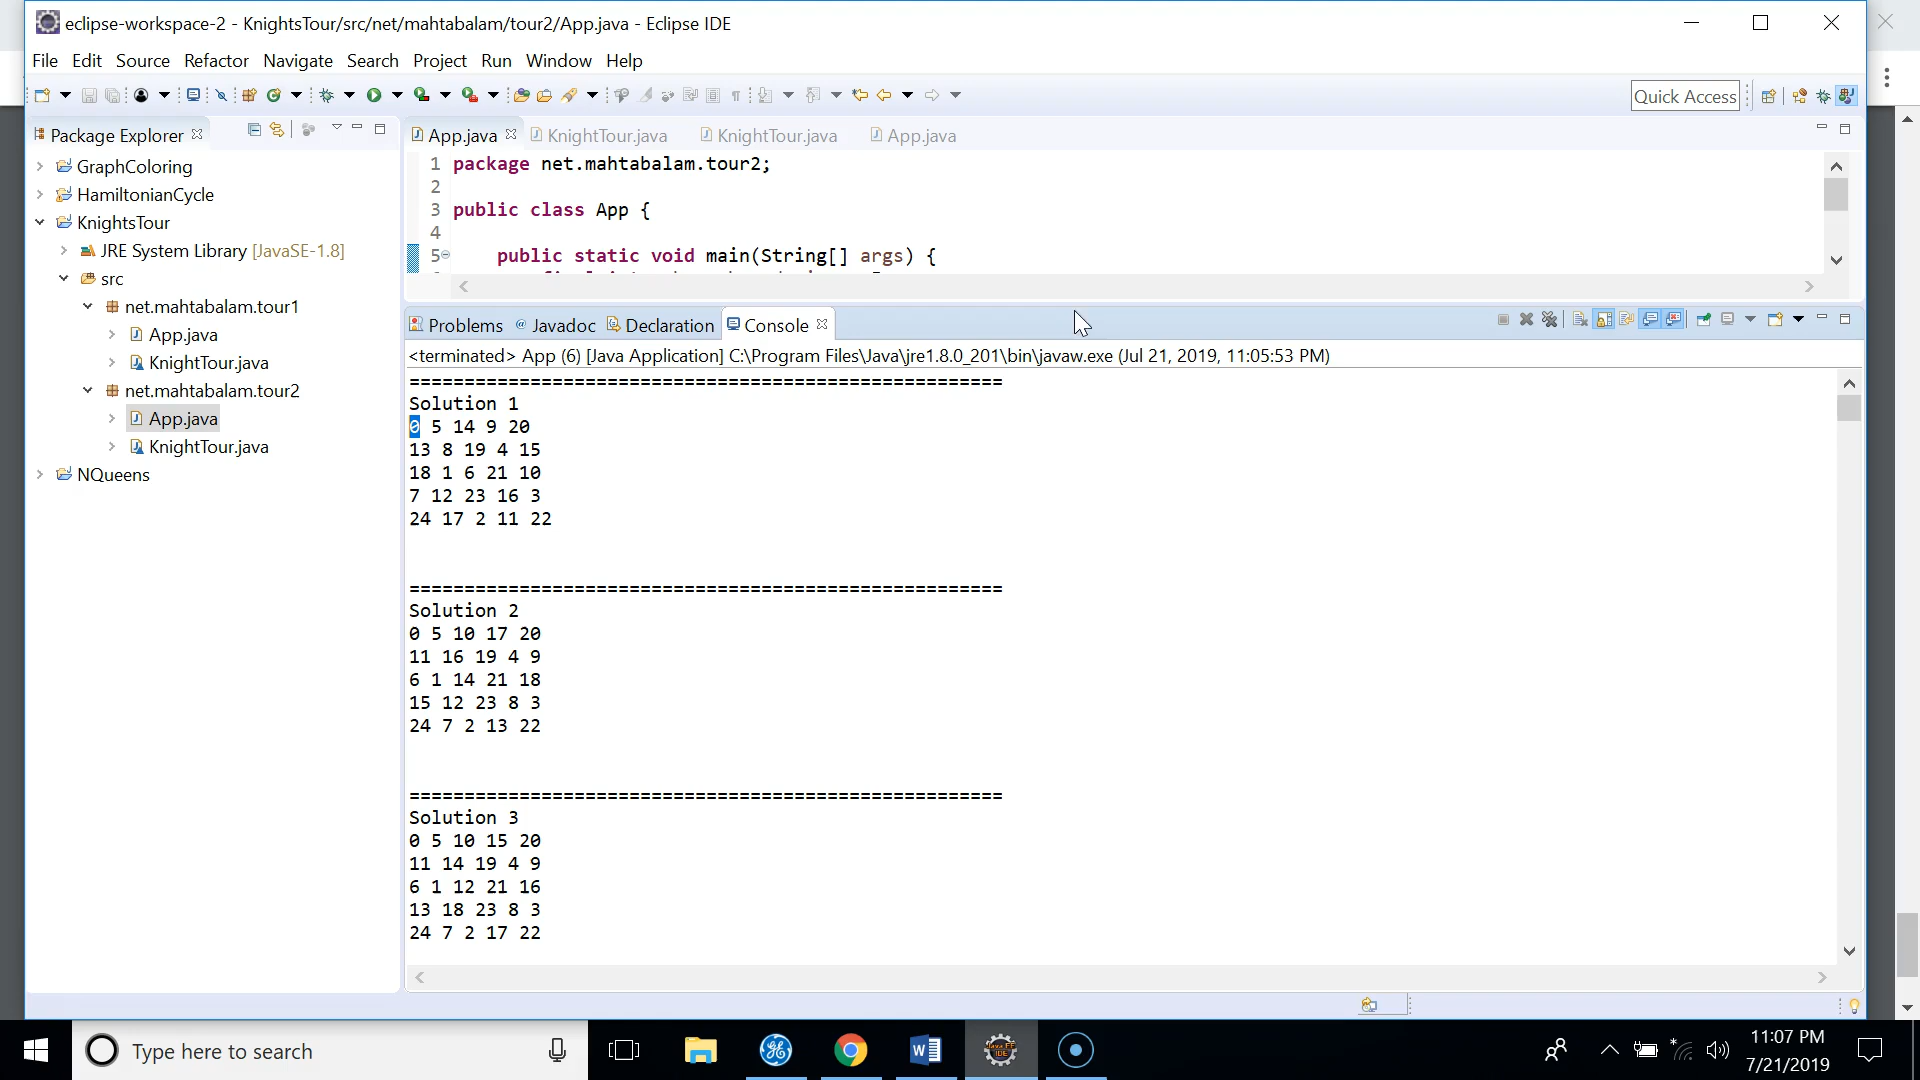 eclipse-workspace-2 - KnightsTour/src/net/mahtabalam/tour2/App.java - Eclipse IDE
File Edit Source Refactor Navigate Search Project Run Window Help
Quick Access
Package Explorer
GraphColoring
HamiltonianCycle
KnightsTour
JRE System Library [JavaSE-1.8]
src
net.mahtabalam.tour1
App.java
KnightTour.java
net.mahtabalam.tour2
App.java
KnightTour.java
NQueens
App.java KnightTour.java KnightTour.java App.java
1 package net.mahtabalam.tour2;
2
3 public class App {
4
5 public static void main(String[] args) {
Problems Javadoc Declaration Console
<terminated> App (6) [Java Application] C:\Program Files\Java\jre1.8.0_201\bin\javaw.exe (Jul 21, 2019, 11:05:53 PM)
======================================================
Solution 1
0 5 14 9 20
13 8 19 4 15
18 1 6 21 10
7 12 23 16 3
24 17 2 11 22
======================================================
Solution 2
0 5 10 17 20
11 16 19 4 9
6 1 14 21 18
15 12 23 8 3
24 7 2 13 22
======================================================
Solution 3
0 5 10 15 20
11 14 19 4 9
6 1 12 21 16
13 18 23 8 3
24 7 2 17 22
Type here to search
11:07 PM
7/21/2019